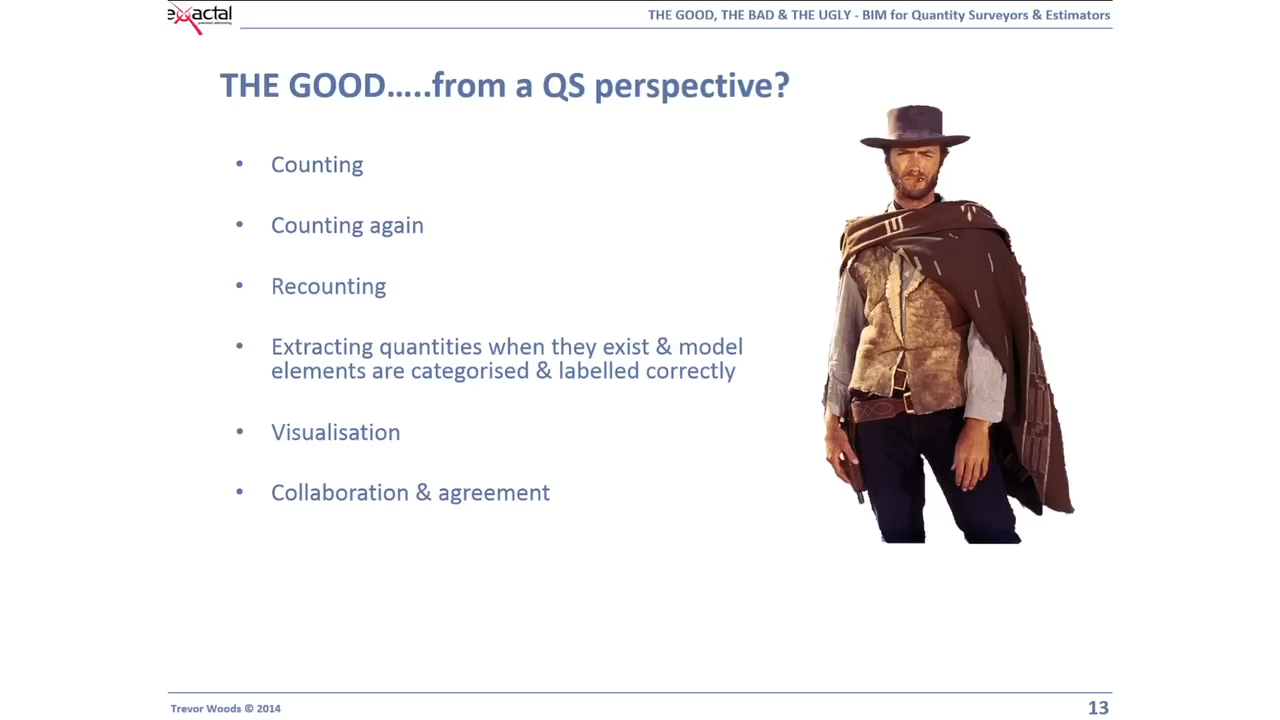 exactal
THE GOOD, THE BAD & THE UGLY - BIM for Quantity Surveyors & Estimators
THE GOOD…..from a QS perspective?
• Counting
• Counting again
• Recounting
• Extracting quantities when they exist & model
elements are categorised & labelled correctly
• Visualisation
• Collaboration & agreement
Trevor Woods © 2014
13